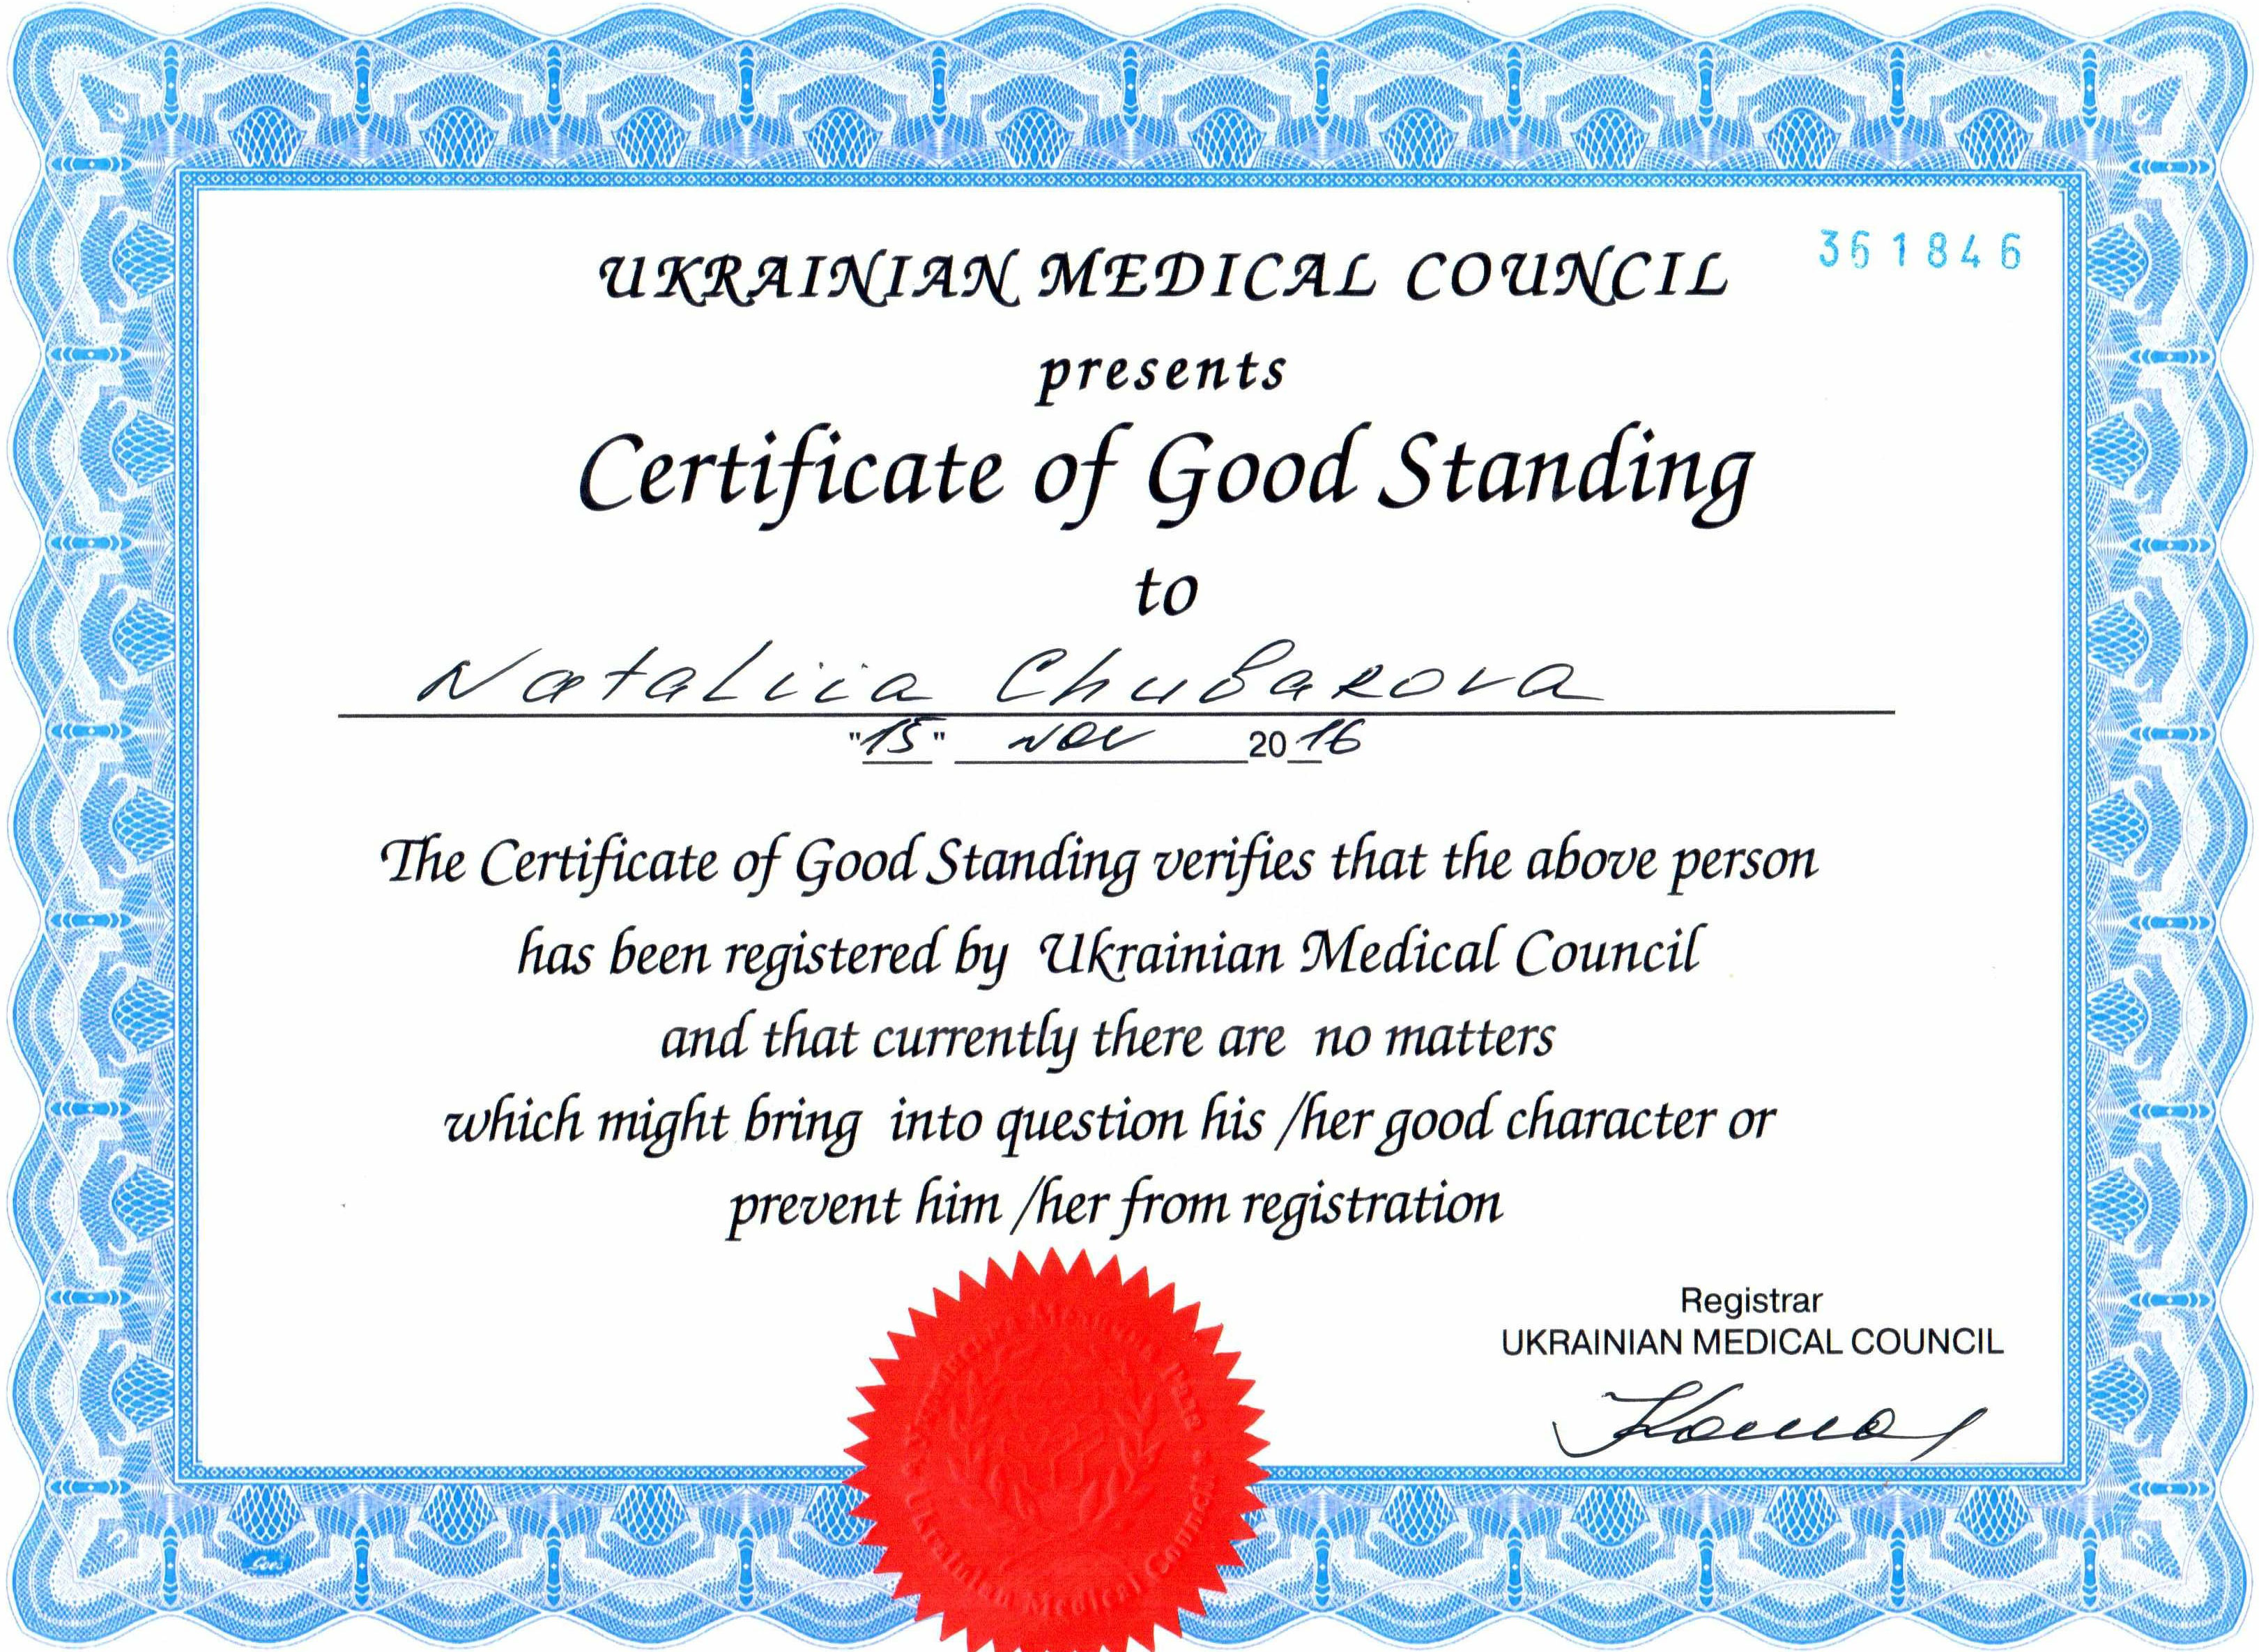 361846
UKRAINIAN MEDICAL COUNCIL
presents
Certificate of Good Standing
to
Nataliia Chubarova
"15" Nov 2016
The Certificate of Good Standing verifies that the above person
has been registered by Ukrainian Medical Council
and that currently there are no matters
which might bring into question his /her good character or
prevent him /her from registration
Registrar
UKRAINIAN MEDICAL COUNCIL
Ukrainian Medical Council
Goes